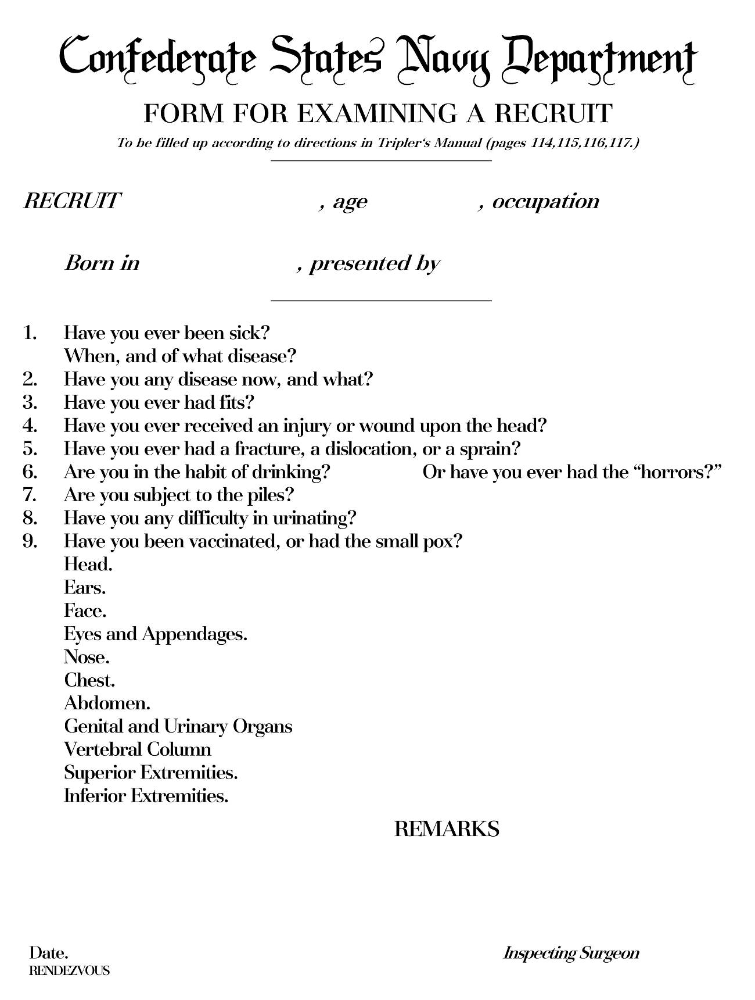 Confederate States Navy Department
FORM FOR EXAMINING A RECRUIT
To be filled up according to directions in Tripler‘s Manual (pages 114,115,116,117.)
RECRUIT , age , occupation
Born in , presented by
1. Have you ever been sick?
When, and of what disease?
2. Have you any disease now, and what?
3. Have you ever had fits?
4. Have you ever received an injury or wound upon the head?
5. Have you ever had a fracture, a dislocation, or a sprain?
6. Are you in the habit of drinking? Or have you ever had the “horrors?”
7. Are you subject to the piles?
8. Have you any difficulty in urinating?
9. Have you been vaccinated, or had the small pox?
Head.
Ears.
Face.
Eyes and Appendages.
Nose.
Chest.
Abdomen.
Genital and Urinary Organs
Vertebral Column
Superior Extremities.
Inferior Extremities.
REMARKS
Date. Inspecting Surgeon
RENDEZVOUS